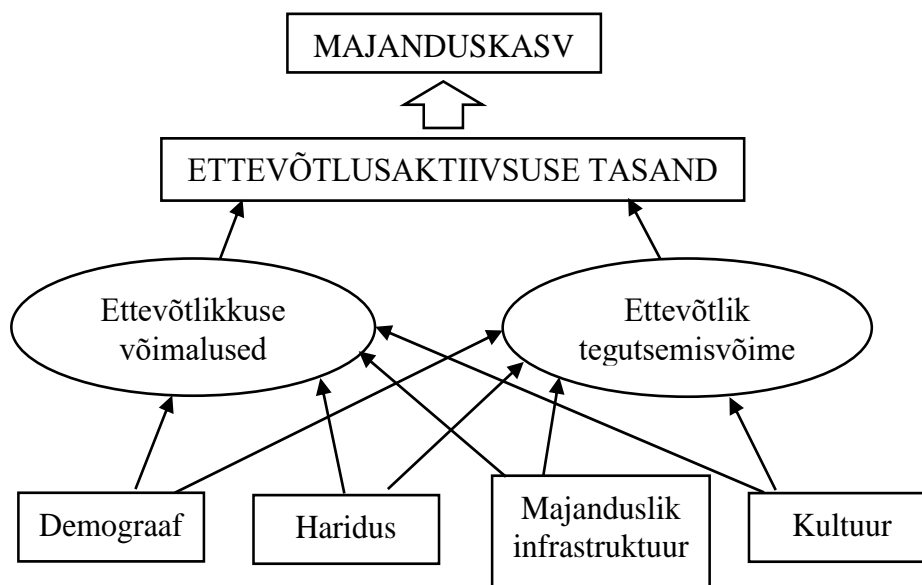 MAJANDUSKASV
ETTEVÕTLUSAKTIIVSUSE TASAND
Ettevõtlikkuse
võimalused
Ettevõtlik
tegutsemisvõime
Demograaf
Haridus
Majanduslik
infrastruktuur
Kultuur